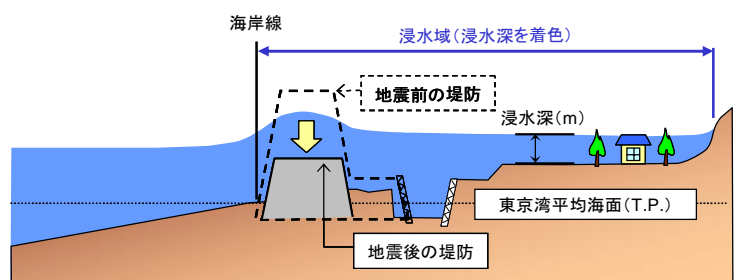 海岸線
浸水域(浸水深を着色)
地震前の堤防
浸水深(m)
東京湾平均海面(T.P.)
地震後の堤防